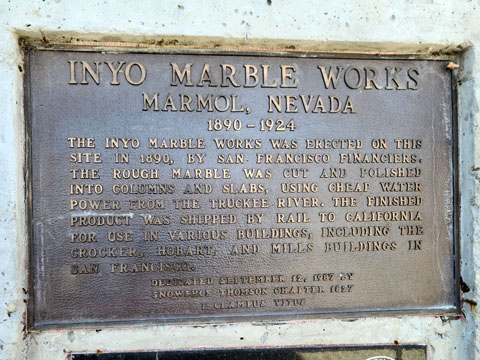 INYO MARBLE WORKS
MARMOL, NEVADA
1890-1924
THE INYO MARBLE WORKS WAS ERECTED ON THIS
SITE IN 1890, BY SAN FRANCISCO FINANCIERS.
THE ROUGH MARBLE WAS CUT AND POLISHED
INTO COLUMNS AND SLABS, USING CHEAP WATER
POWER FROM THE TRUCKEE RIVER. THE FINISHED
PRODUCT WAS SHIPPED BY RAIL TO CALIFORNIA
FOR USE IN VARIOUS BUILDINGS, INCLUDING THE
CROCKER, HOBART, AND MILLS BUILDINGS IN
SAN FRANCISCO.
DEDICATED SEPTEMBER 12, 1987 BY
SNOWSHOE THOMSON CHAPTER 1827
E CLAMPUS VITUS